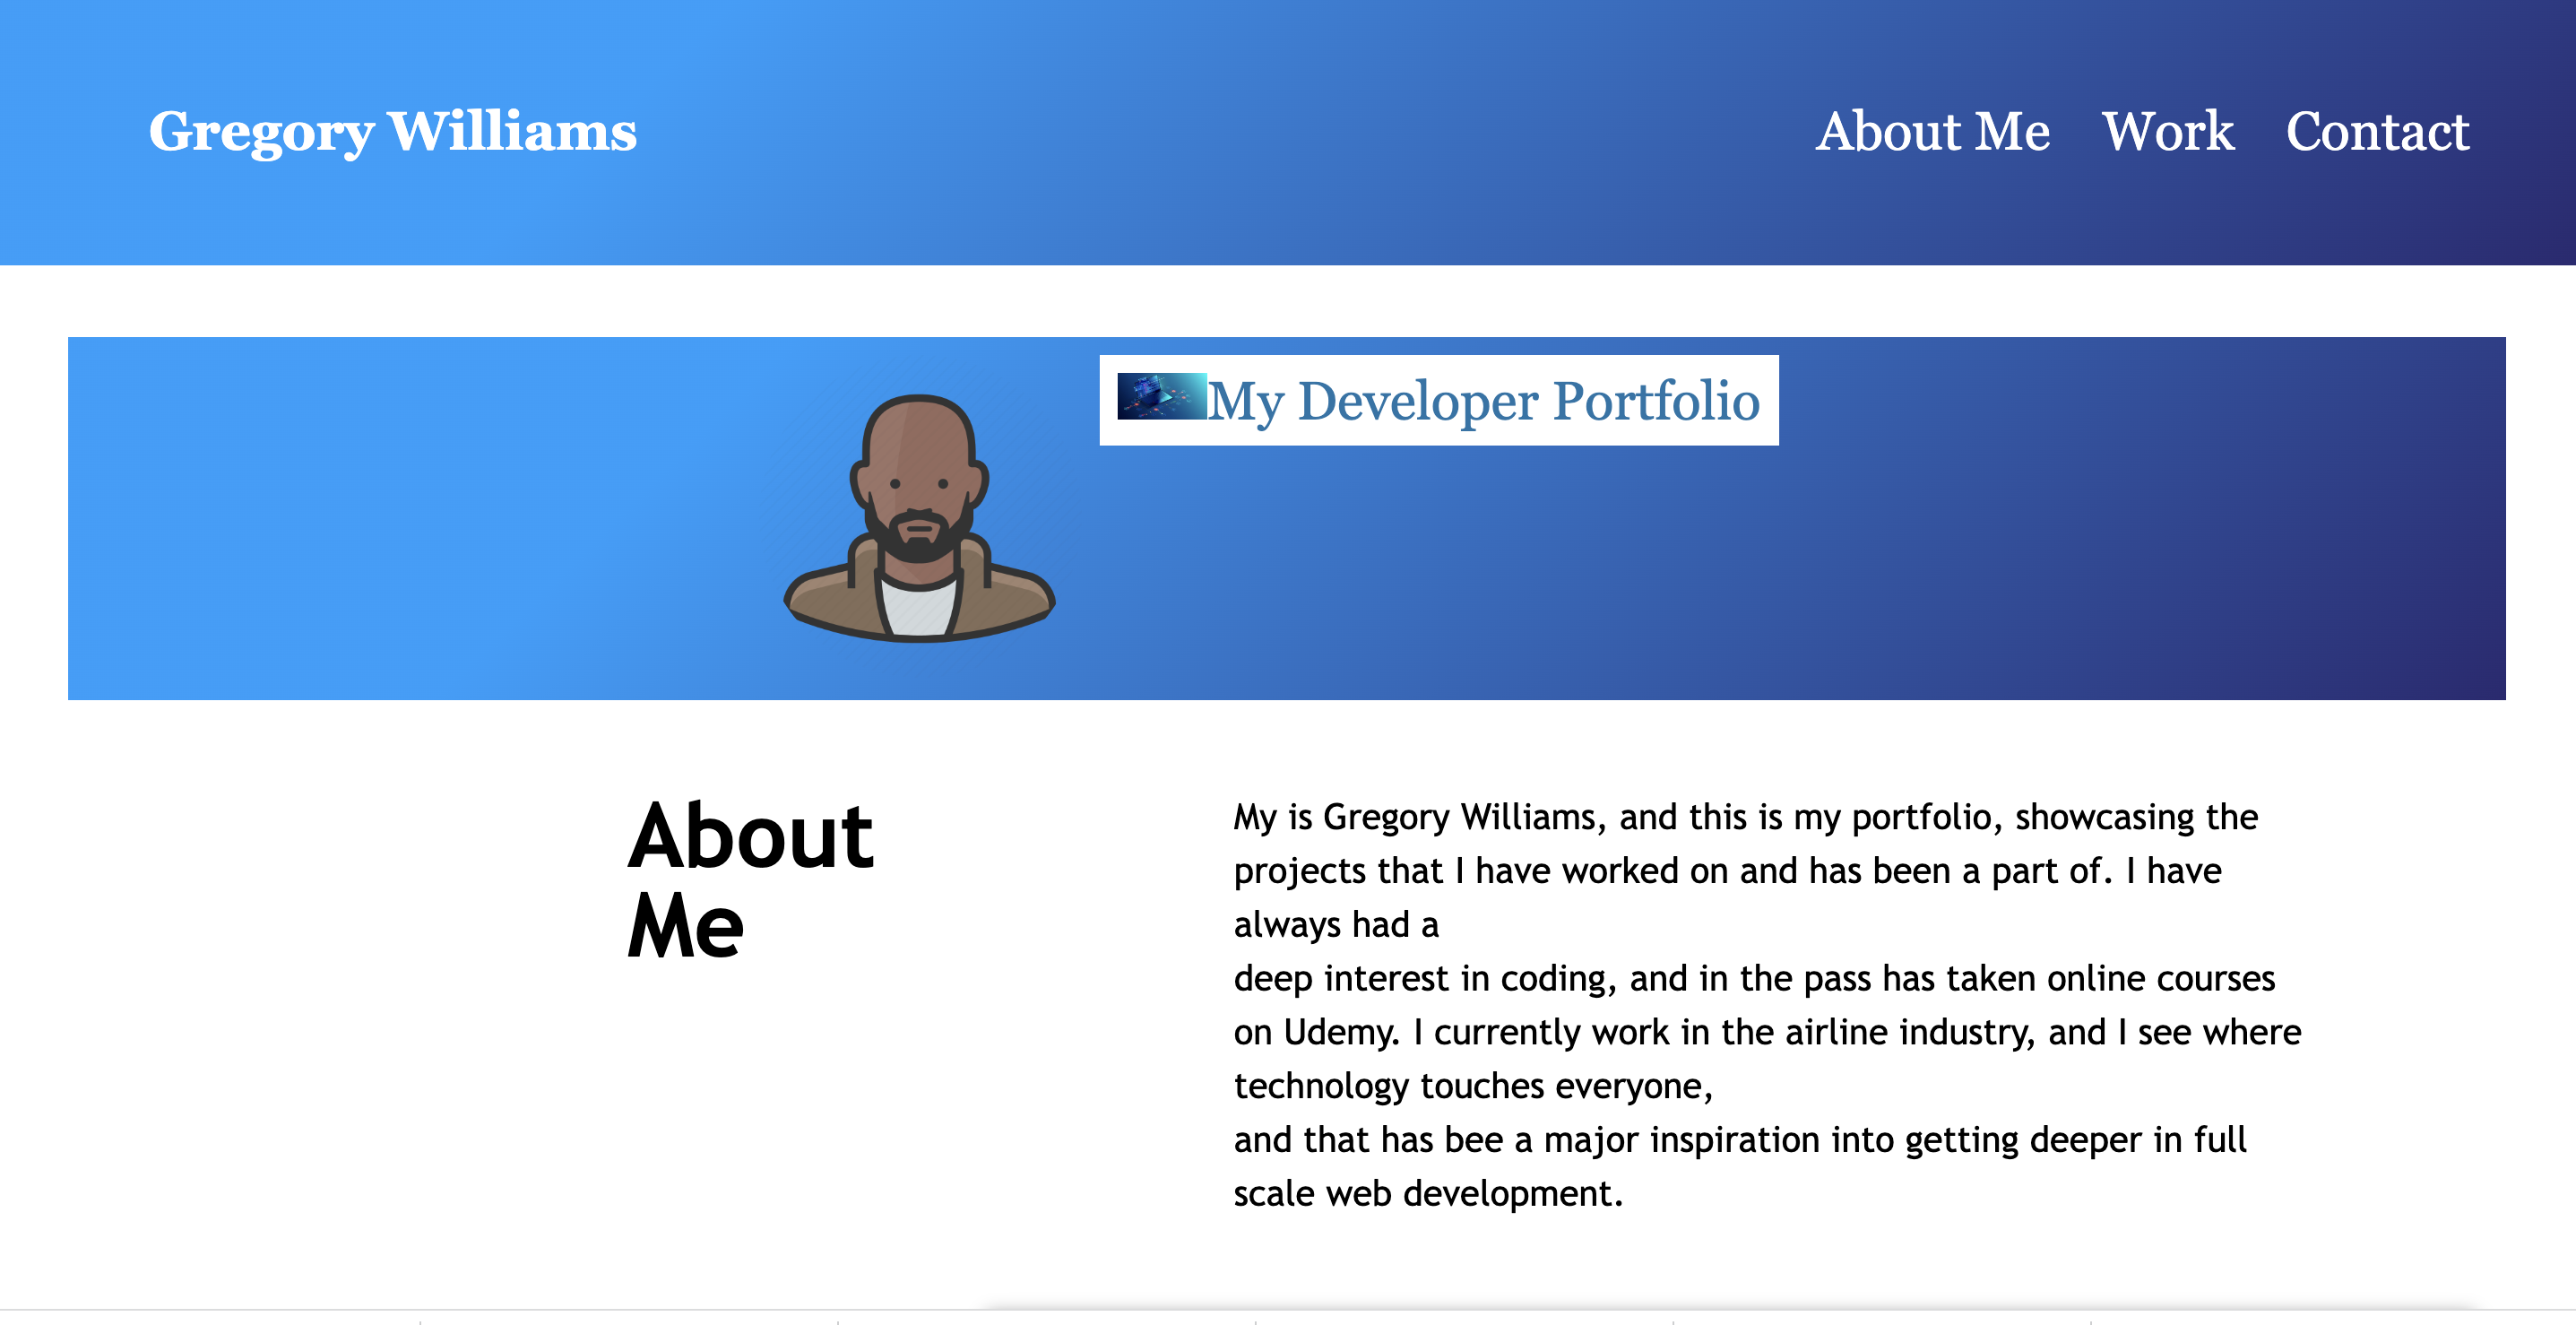 Gregory Williams
About Me Work Contact
My Developer Portfolio
About
Me
My is Gregory Williams, and this is my portfolio, showcasing the
projects that I have worked on and has been a part of. I have
always had a
deep interest in coding, and in the pass has taken online courses
on Udemy. I currently work in the airline industry, and I see where
technology touches everyone,
and that has bee a major inspiration into getting deeper in full
scale web development.